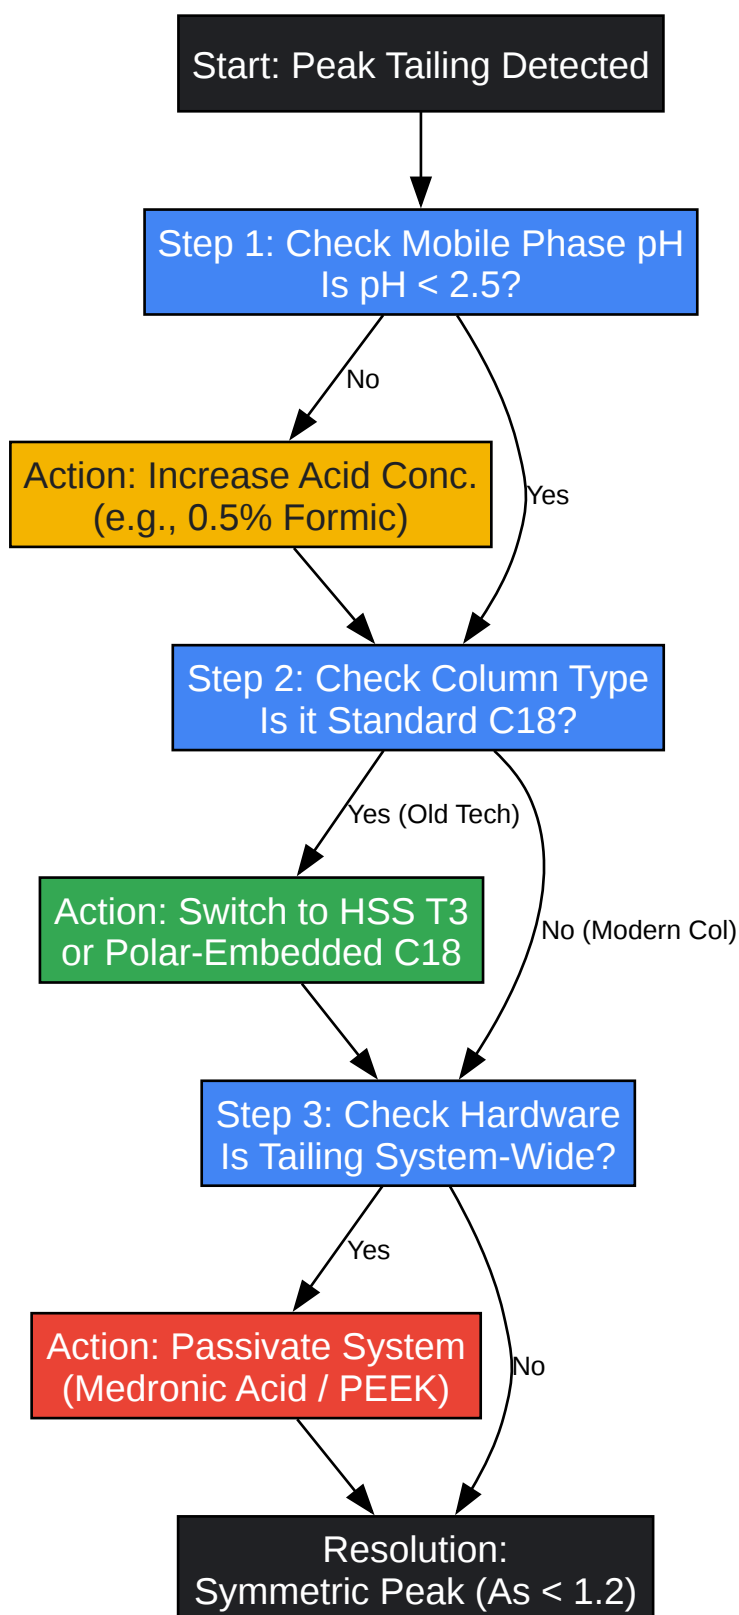 Start: Peak Tailing Detected
Step 1: Check Mobile Phase pH
Is pH < 2.5?
No
Action: Increase Acid Conc.
(e.g., 0.5% Formic)
Yes
Step 2: Check Column Type
Is it Standard C18?
Yes (Old Tech)
Action: Switch to HSS T3
or Polar-Embedded C18
No (Modern Col)
Step 3: Check Hardware
Is Tailing System-Wide?
Yes
Action: Passivate System
(Medronic Acid / PEEK)
No
Resolution:
Symmetric Peak (As < 1.2)